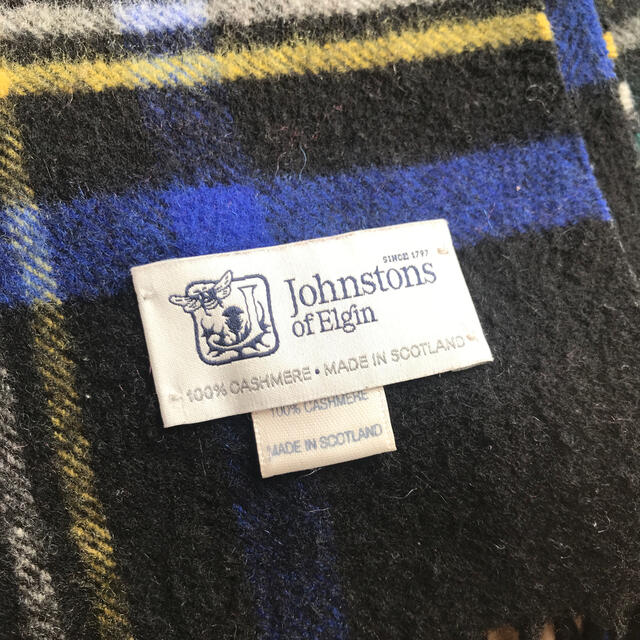 SINCE 1797
Johnstons
of Elgin
100% CASHMERE • MADE IN SCOTLAND
100% CASHMERE
MADE IN SCOTLAND